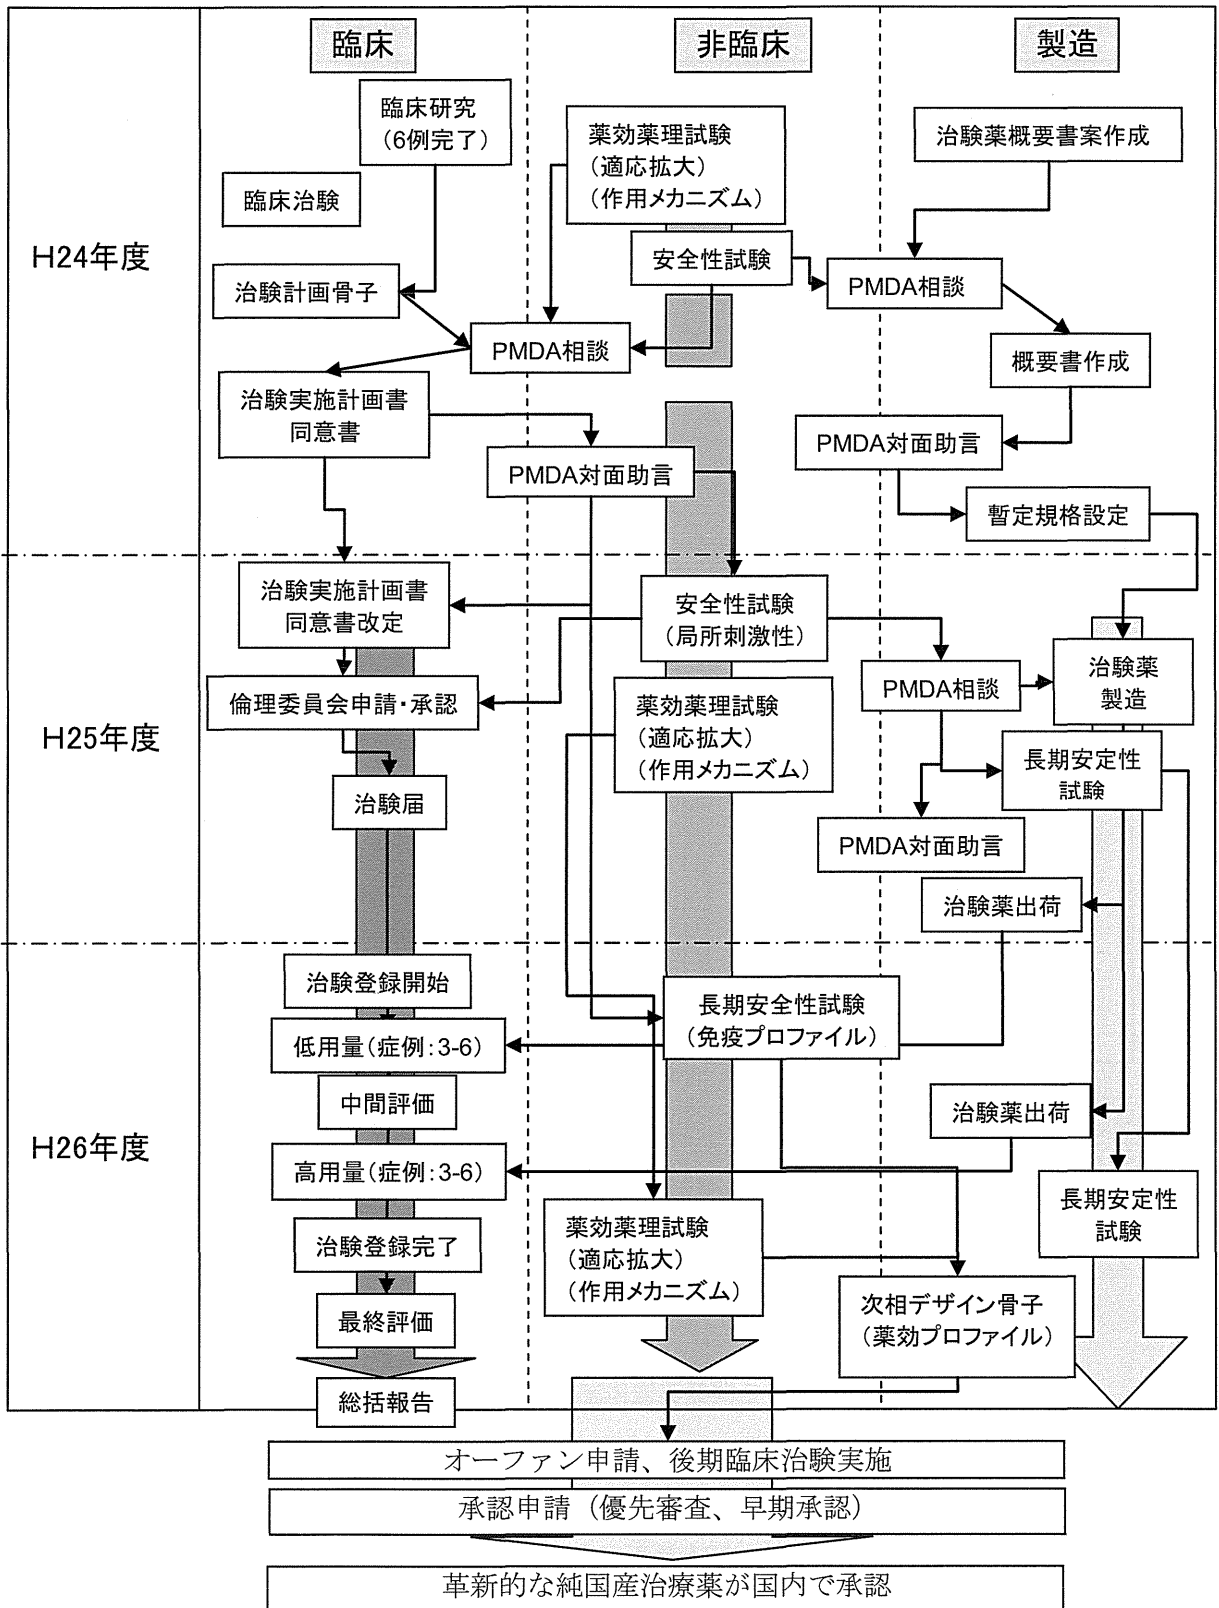 臨床
非臨床
製造
H24年度
臨床研究
(6例完了)
臨床治験
治験計画骨子
治験実施計画書
同意書
薬効薬理試験
(適応拡大)
(作用メカニズム)
安全性試験
PMDA相談
PMDA対面助言
治験薬概要書案作成
PMDA相談
概要書作成
PMDA対面助言
暫定規格設定
H25年度
治験実施計画書
同意書改定
倫理委員会申請・承認
治験届
安全性試験
(局所刺激性)
薬効薬理試験
(適応拡大)
(作用メカニズム)
PMDA相談
治験薬
製造
長期安定性
試験
PMDA対面助言
治験薬出荷
H26年度
治験登録開始
低用量(症例:3-6)
中間評価
高用量(症例:3-6)
治験登録完了
最終評価
総括報告
長期安全性試験
(免疫プロファイル)
薬効薬理試験
(適応拡大)
(作用メカニズム)
治験薬出荷
長期安定性
試験
次相デザイン骨子
(薬効プロファイル)
オーファン申請、後期臨床治験実施
承認申請(優先審査、早期承認)
革新的な純国産治療薬が国内で承認